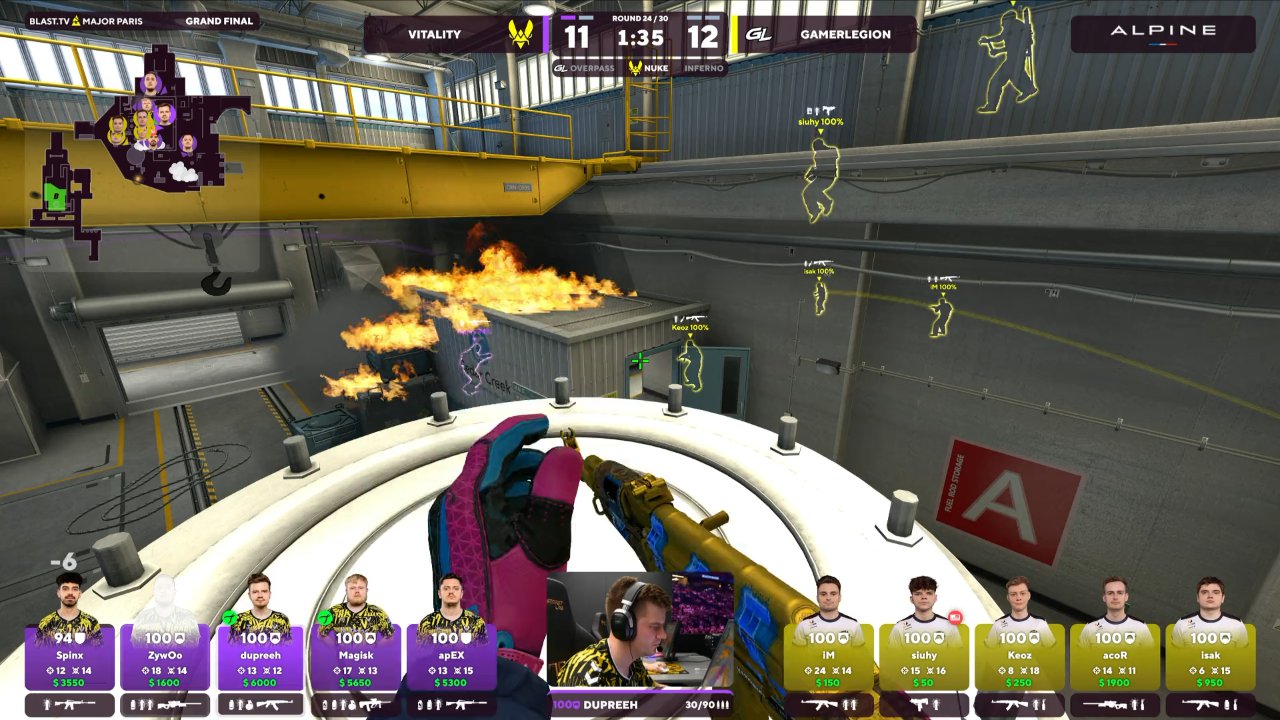 BLAST.TV MAJOR PARIS GRAND FINAL
VITALITY 11 ROUND 24 / 30 1:35 12 GL GAMERLEGION
ALPINE
GL OVERPASS NUKE INFERNO
siuhy 100%
isak 100%
iM 100%
Keoz 100%
Creek
FUEL ROD STORAGE
A
-6
94 100 100 100 100 100 100 100 100 100
Spinx ZywOo dupreeh Magisk apEX iM siuhy Keoz acoR isak
12 14 18 14 13 12 17 13 13 15 24 14 15 16 8 18 14 11 6 15
$3550 $1600 $6000 $5650 $5300 $150 $50 $250 $1900 $950
100 DUPREEH 30/90